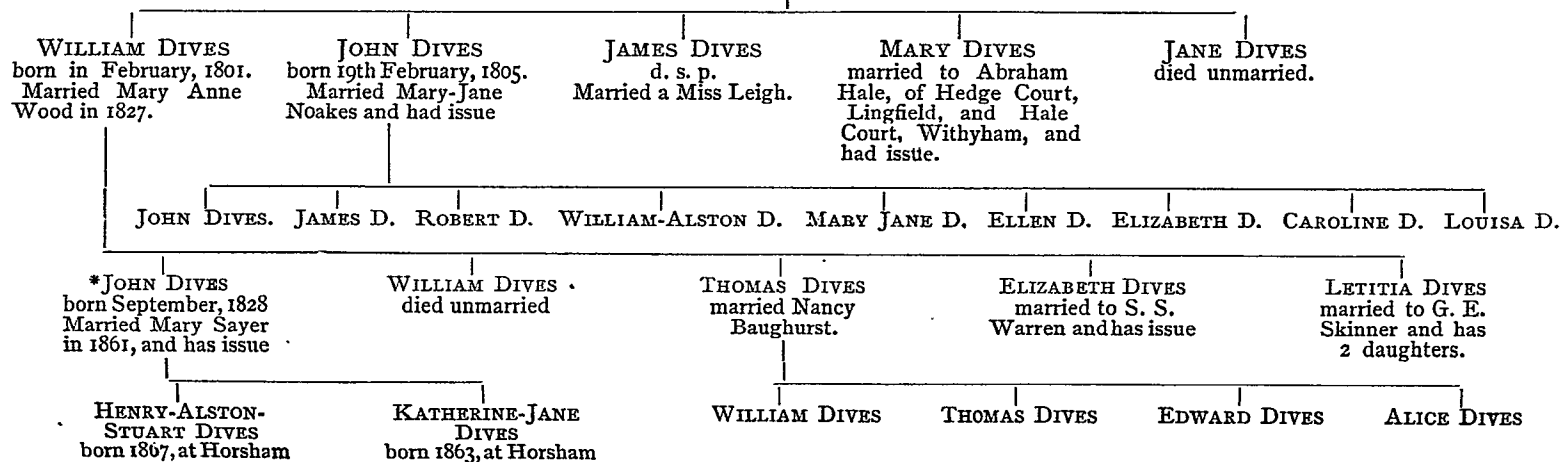 WILLIAM DIVES
born in February, 1801.
Married Mary Anne
Wood in 1827.
JOHN DIVES
born 19th February, 1805.
Married Mary-Jane
Noakes and had issue
JAMES DIVES
d. s. p.
Married a Miss Leigh.
MARY DIVES
married to Abraham
Hale, of Hedge Court,
Lingfield, and Hale
Court, Withyham, and
had issue.
JANE DIVES
died unmarried.
JOHN DIVES. JAMES D. ROBERT D. WILLIAM-ALSTON D. MARY JANE D. ELLEN D. ELIZABETH D. CAROLINE D. LOUISA D.
*JOHN DIVES
born September, 1828
Married Mary Sayer
in 1861, and has issue
WILLIAM DIVES
died unmarried
THOMAS DIVES
married Nancy
Baughurst.
ELIZABETH DIVES
married to S. S.
Warren and has issue
LETITIA DIVES
married to G. E.
Skinner and has
2 daughters.
HENRY-ALSTON-
STUART DIVES
born 1867, at Horsham
KATHERINE-JANE
DIVES
born 1863, at Horsham
WILLIAM DIVES
THOMAS DIVES
EDWARD DIVES
ALICE DIVES